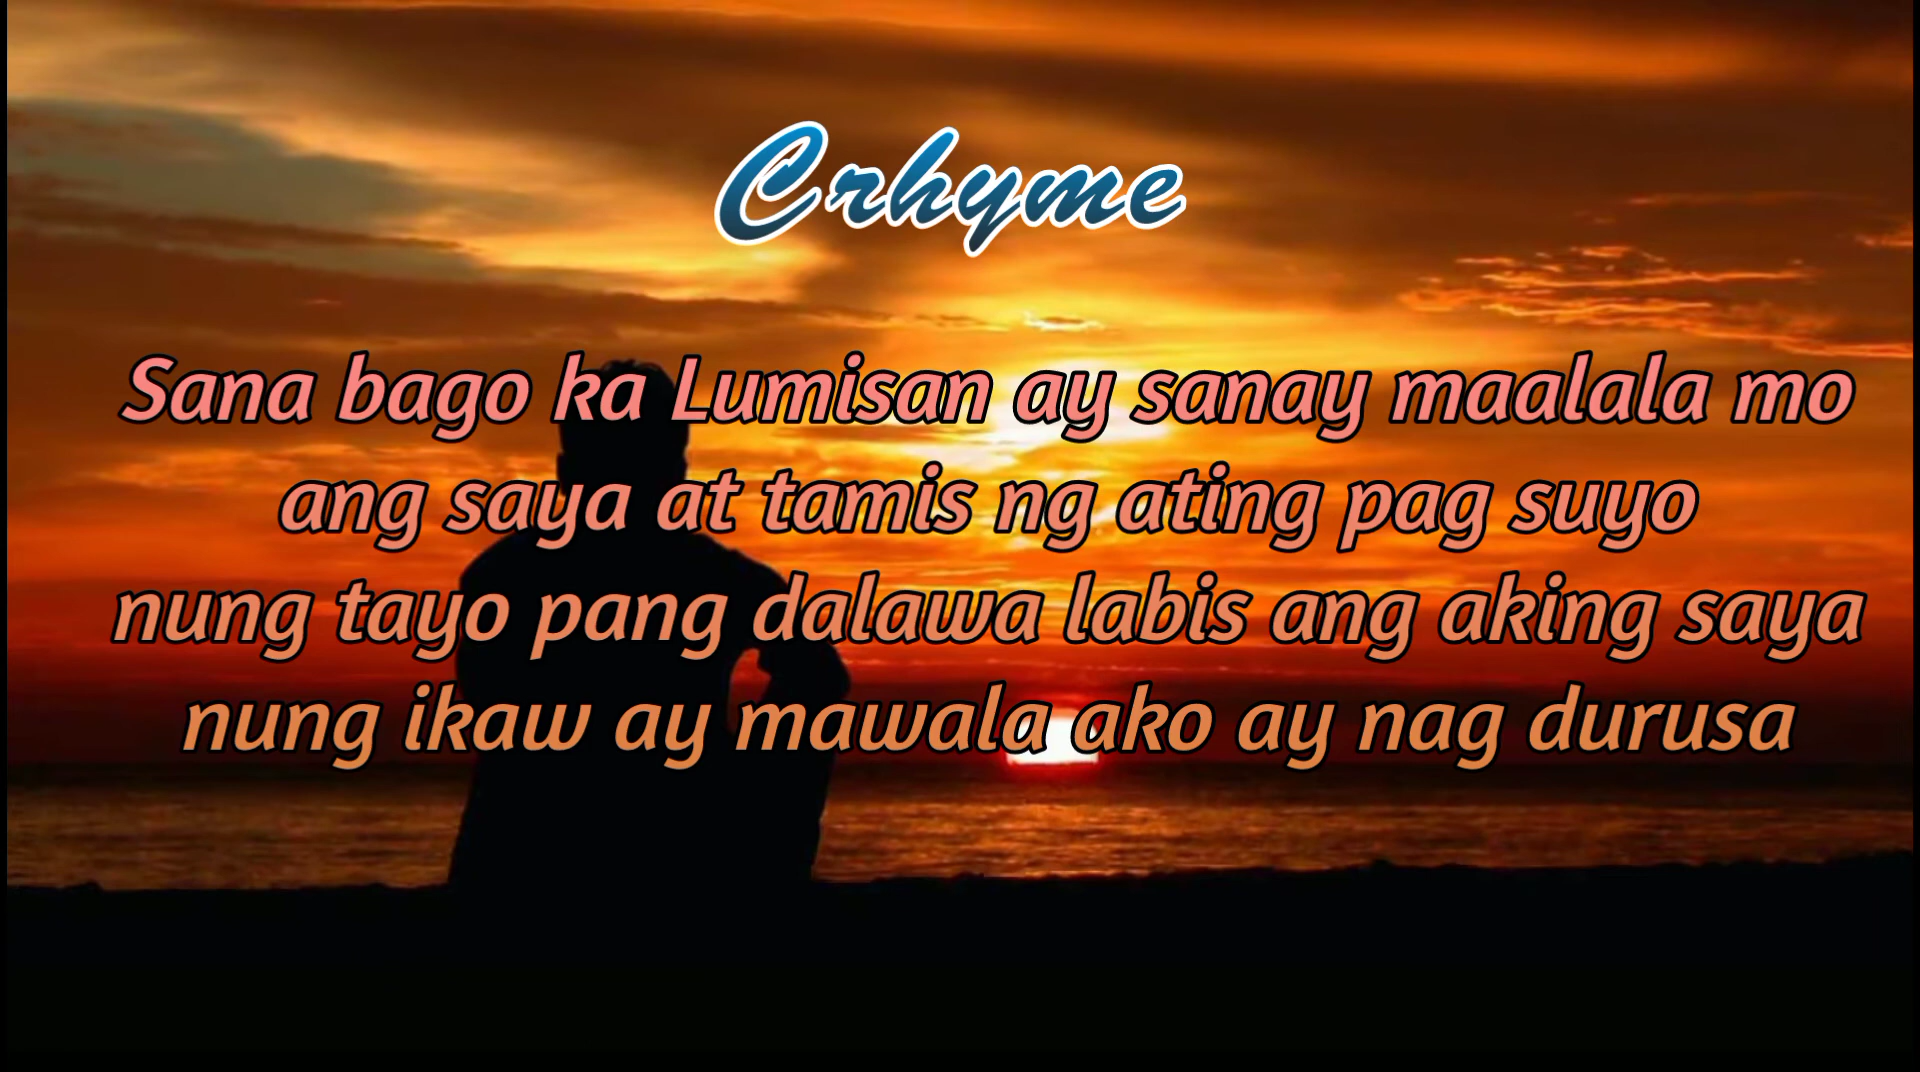 Crhyme
Sana bago ka Lumisan ay sanay maalala mo
ang saya at tamis ng ating pag suyo
nung tayo pang dalawa labis ang aking saya
nung ikaw ay mawala ako ay nag durusa